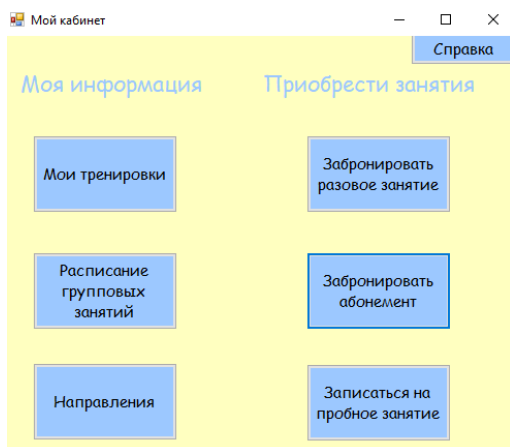 Мой кабинет
Справка
Моя информация
Приобрести занятия
Мои тренировки
Забронировать
разовое занятие
Расписание
групповых
занятий
Забронировать
абонемент
Направления
Записаться на
пробное занятие